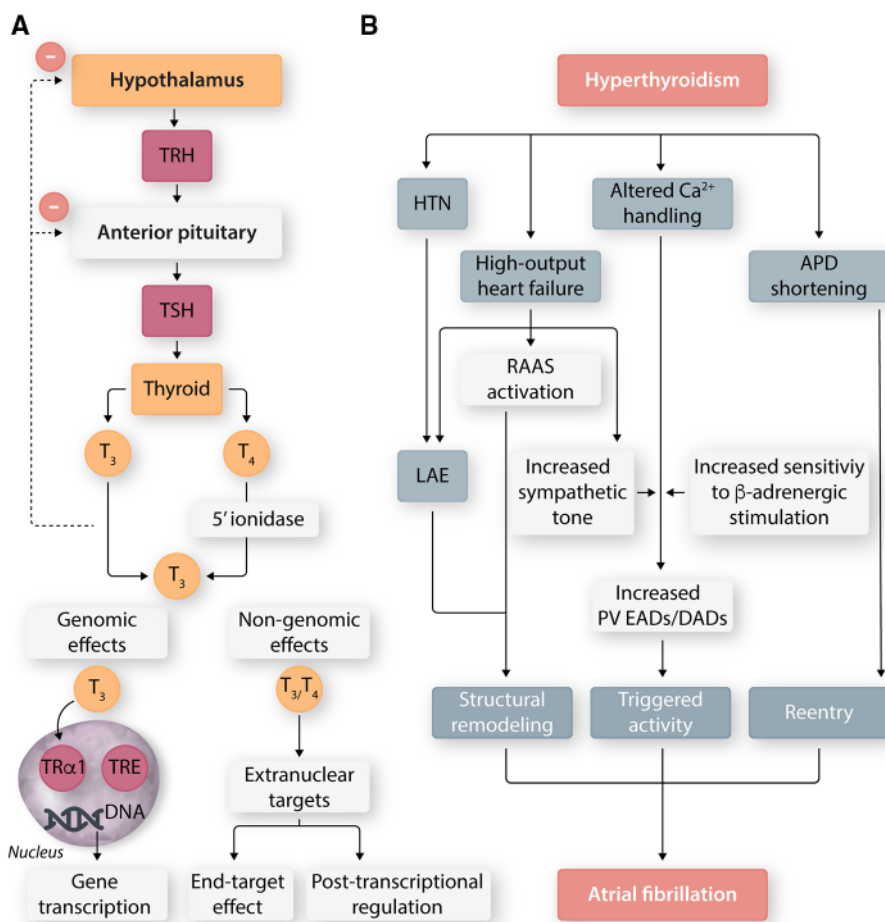 A
−
Hypothalamus
TRH
−
Anterior pituitary
TSH
Thyroid
T₃
T₄
5′ ionidase
T₃
Genomic
effects
Non-genomic
effects
T₃
T₃/T₄
TRα1
TRE
DNA
Nucleus
Extranuclear
targets
Gene
transcription
End-target
effect
Post-transcriptional
regulation
B
Hyperthyroidism
HTN
Altered Ca²⁺
handling
High-output
heart failure
APD
shortening
RAAS
activation
LAE
Increased
sympathetic
tone
Increased sensitiviy
to β-adrenergic
stimulation
Increased
PV EADs/DADs
Structural
remodeling
Triggered
activity
Reentry
Atrial fibrillation